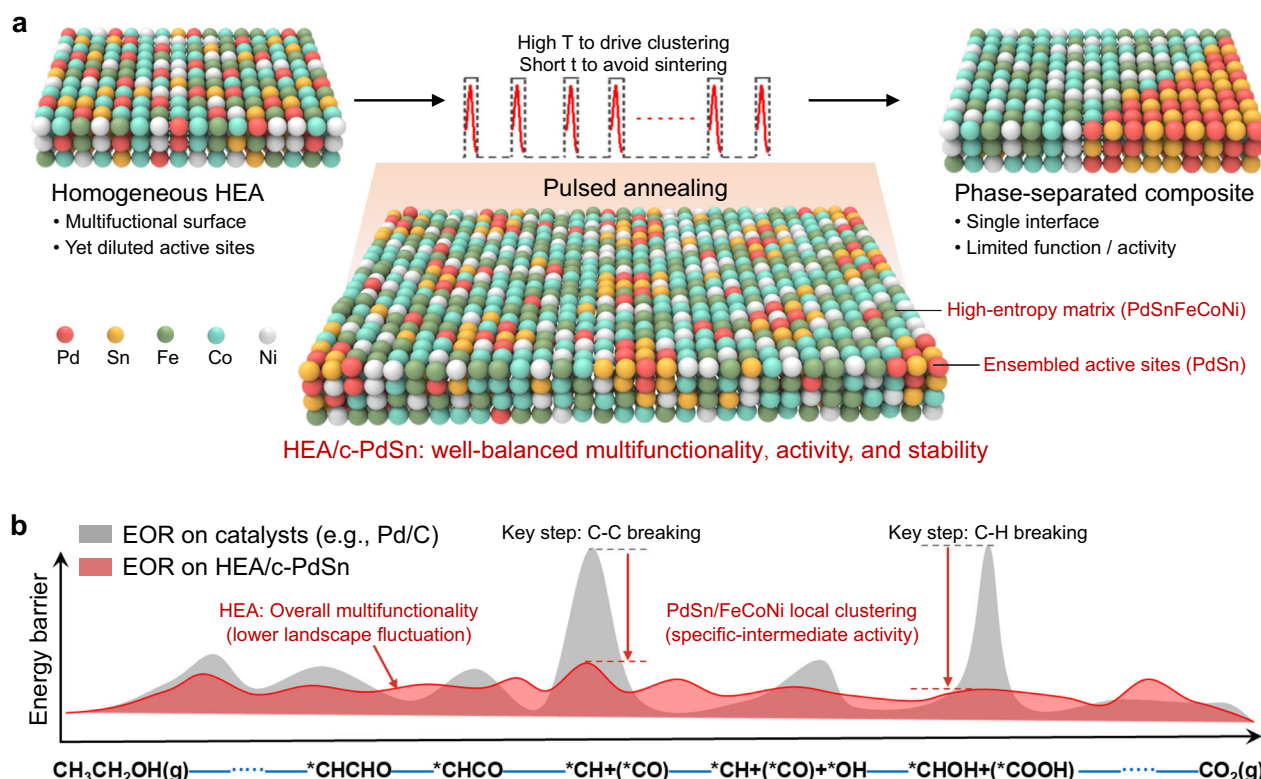 a
High T to drive clustering
Short t to avoid sintering
Homogeneous HEA
• Multifuctional surface
• Yet diluted active sites
Pulsed annealing
Phase-separated composite
• Single interface
• Limited function / activity
Pd Sn Fe Co Ni
High-entropy matrix (PdSnFeCoNi)
Ensembled active sites (PdSn)
HEA/c-PdSn: well-balanced multifunctionality, activity, and stability
b
EOR on catalysts (e.g., Pd/C)
EOR on HEA/c-PdSn
Key step: C-C breaking
Key step: C-H breaking
HEA: Overall multifunctionality
(lower landscape fluctuation)
PdSn/FeCoNi local clustering
(specific-intermediate activity)
Energy barrier
CH₃CH₂OH(g) ····· *CHCHO *CHCO *CH+(*CO) *CH+(*CO)+*OH *CHOH+(*COOH) ····· CO₂(g)